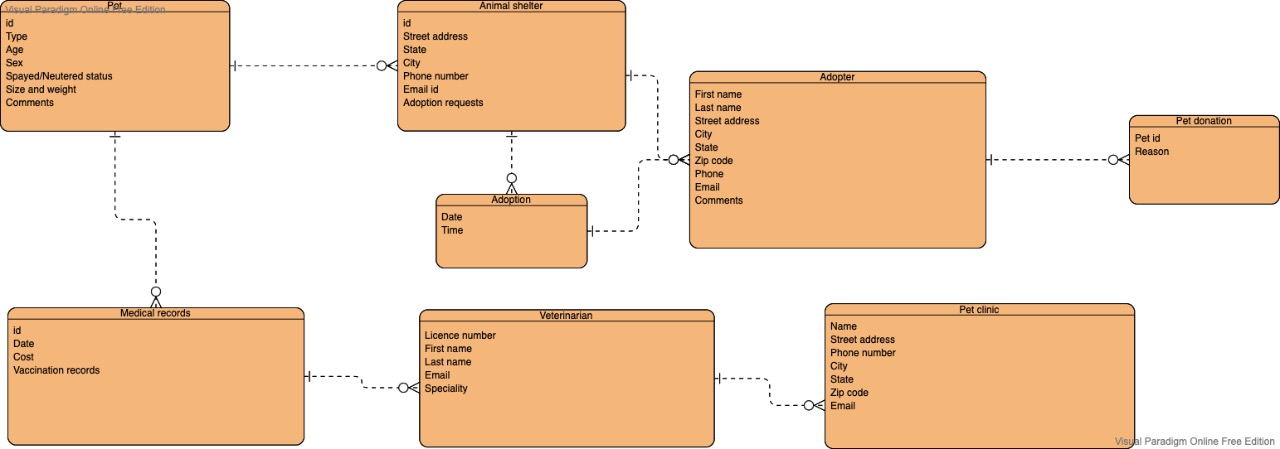 Visual Paradigm Online Free Edition
Pet
id
Type
Age
Sex
Spayed/Neutered status
Size and weight
Comments
Animal shelter
id
Street address
State
City
Phone number
Email id
Adoption requests
Adopter
First name
Last name
Street address
City
State
Zip code
Phone
Email
Comments
Pet donation
Pet id
Reason
Adoption
Date
Time
Medical records
id
Date
Cost
Vaccination records
Veterinarian
Licence number
First name
Last name
Email
Speciality
Pet clinic
Name
Street address
Phone number
City
State
Zip code
Email
Visual Paradigm Online Free Edition